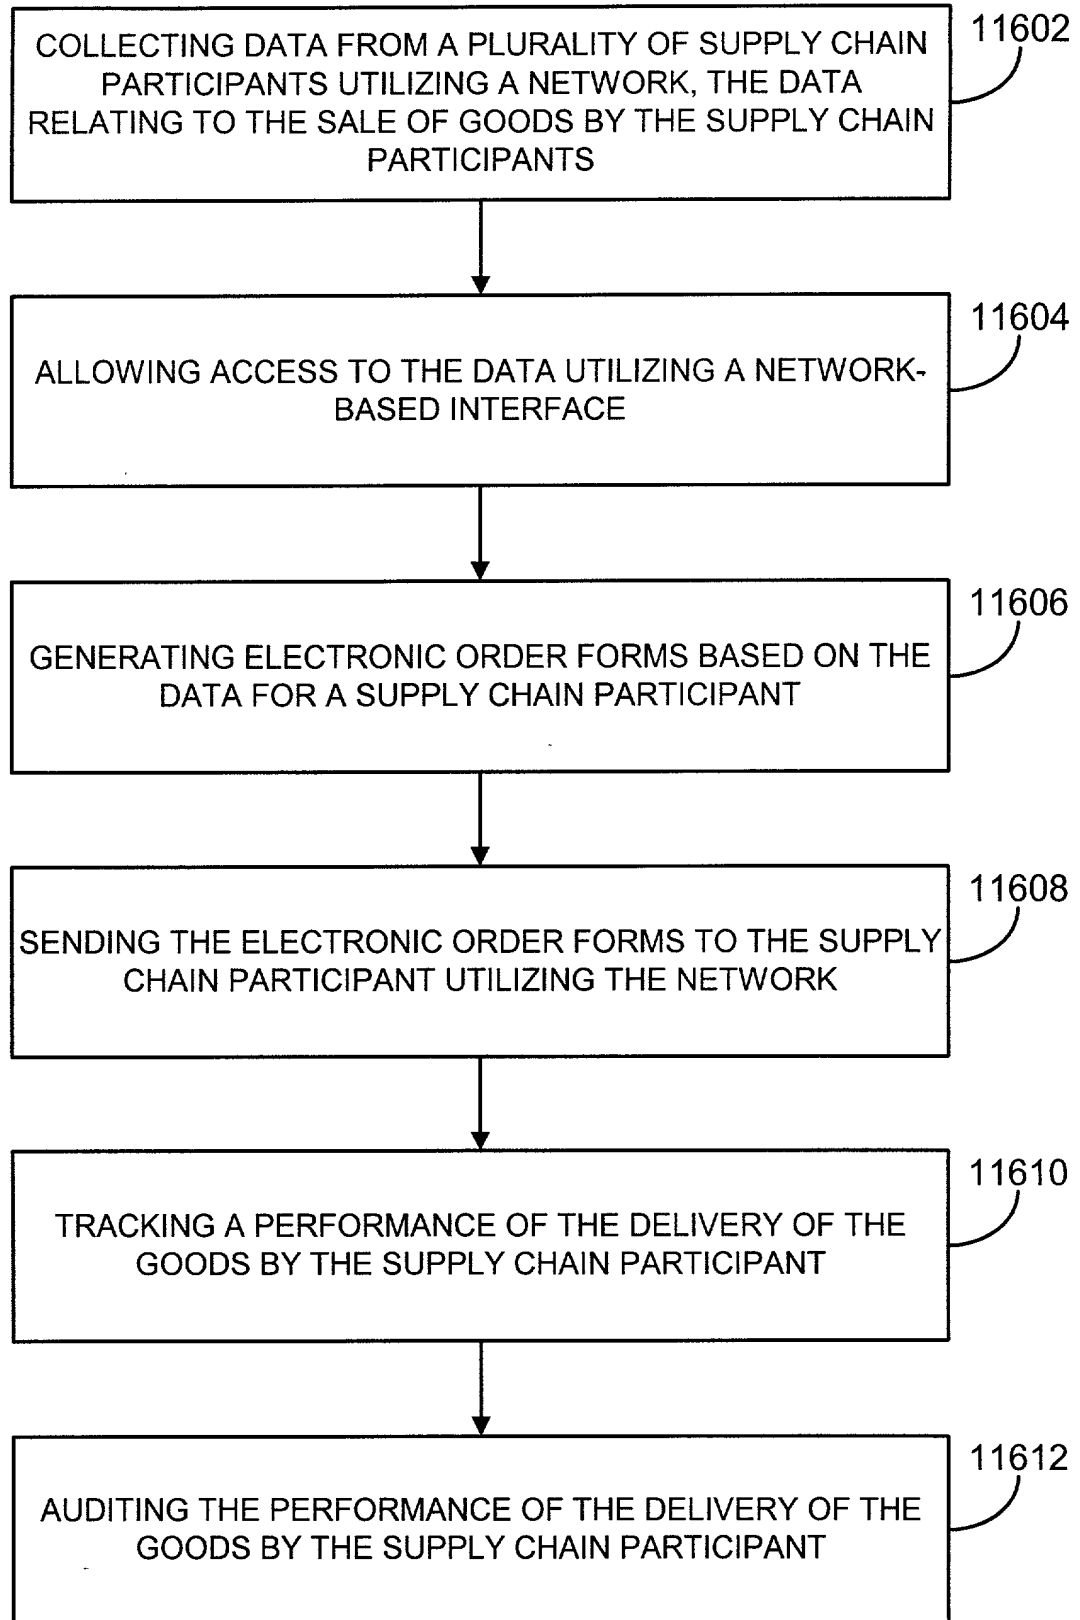 COLLECTING DATA FROM A PLURALITY OF SUPPLY CHAIN
PARTICIPANTS UTILIZING A NETWORK, THE DATA
RELATING TO THE SALE OF GOODS BY THE SUPPLY CHAIN
PARTICIPANTS
11602
ALLOWING ACCESS TO THE DATA UTILIZING A NETWORK-
BASED INTERFACE
11604
GENERATING ELECTRONIC ORDER FORMS BASED ON THE
DATA FOR A SUPPLY CHAIN PARTICIPANT
11606
SENDING THE ELECTRONIC ORDER FORMS TO THE SUPPLY
CHAIN PARTICIPANT UTILIZING THE NETWORK
11608
TRACKING A PERFORMANCE OF THE DELIVERY OF THE
GOODS BY THE SUPPLY CHAIN PARTICIPANT
11610
AUDITING THE PERFORMANCE OF THE DELIVERY OF THE
GOODS BY THE SUPPLY CHAIN PARTICIPANT
11612